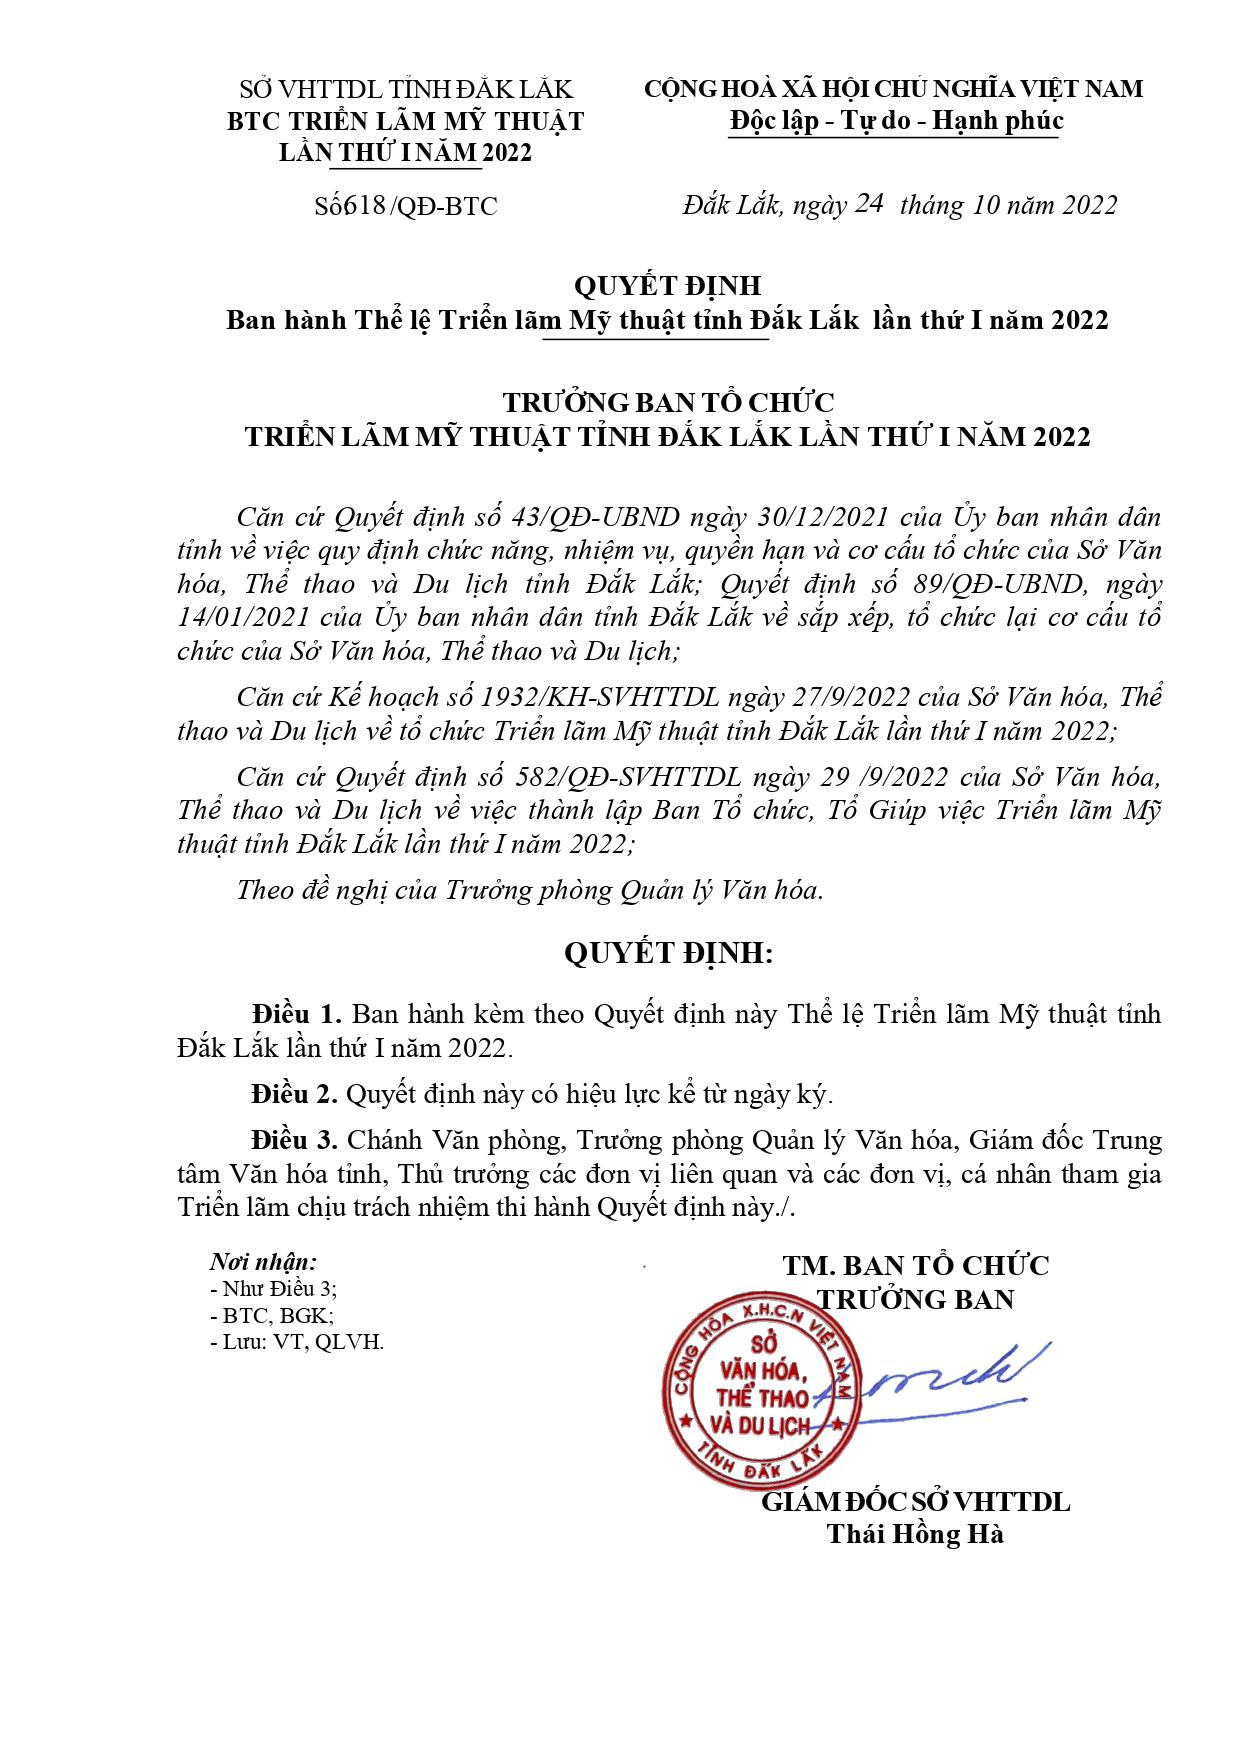 SỞ VHTTDL TỈNH ĐẮK LẮK
BTC TRIỂN LÃM MỸ THUẬT
LẦN THỨ I NĂM 2022
Số:618 /QĐ-BTC
CỘNG HOÀ XÃ HỘI CHỦ NGHĨA VIỆT NAM
Độc lập - Tự do - Hạnh phúc
Đắk Lắk, ngày 24 tháng 10 năm 2022
QUYẾT ĐỊNH
Ban hành Thể lệ Triển lãm Mỹ thuật tỉnh Đắk Lắk lần thứ I năm 2022
TRƯỞNG BAN TỔ CHỨC
TRIỂN LÃM MỸ THUẬT TỈNH ĐẮK LẮK LẦN THỨ I NĂM 2022
Căn cứ Quyết định số 43/QĐ-UBND ngày 30/12/2021 của Ủy ban nhân dân
tỉnh về việc quy định chức năng, nhiệm vụ, quyền hạn và cơ cấu tổ chức của Sở Văn
hóa, Thể thao và Du lịch tỉnh Đắk Lắk; Quyết định số 89/QĐ-UBND, ngày
14/01/2021 của Ủy ban nhân dân tỉnh Đắk Lắk về sắp xếp, tổ chức lại cơ cấu tổ
chức của Sở Văn hóa, Thể thao và Du lịch;
Căn cứ Kế hoạch số 1932/KH-SVHTTDL ngày 27/9/2022 của Sở Văn hóa, Thể
thao và Du lịch về tổ chức Triển lãm Mỹ thuật tỉnh Đắk Lắk lần thứ I năm 2022;
Căn cứ Quyết định số 582/QĐ-SVHTTDL ngày 29 /9/2022 của Sở Văn hóa,
Thể thao và Du lịch về việc thành lập Ban Tổ chức, Tổ Giúp việc Triển lãm Mỹ
thuật tỉnh Đắk Lắk lần thứ I năm 2022;
Theo đề nghị của Trưởng phòng Quản lý Văn hóa.
QUYẾT ĐỊNH:
Điều 1. Ban hành kèm theo Quyết định này Thể lệ Triển lãm Mỹ thuật tỉnh
Đắk Lắk lần thứ I năm 2022.
Điều 2. Quyết định này có hiệu lực kể từ ngày ký.
Điều 3. Chánh Văn phòng, Trưởng phòng Quản lý Văn hóa, Giám đốc Trung
tâm Văn hóa tỉnh, Thủ trưởng các đơn vị liên quan và các đơn vị, cá nhân tham gia
Triển lãm chịu trách nhiệm thi hành Quyết định này./.
Nơi nhận:
- Như Điều 3;
- BTC, BGK;
- Lưu: VT, QLVH.
TM. BAN TỔ CHỨC
TRƯỞNG BAN
CỘNG HÒA X.H.C.N VIỆT NAM
SỞ
VĂN HÓA,
THỂ THAO
VÀ DU LỊCH
TỈNH ĐẮK LẮK
GIÁM ĐỐC SỞ VHTTDL
Thái Hồng Hà